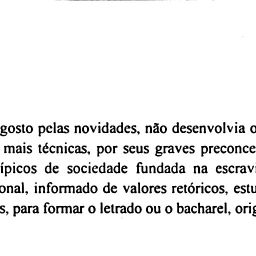 gosto pelas novidades, não desenvolvia o
mais técnicas, por seus graves preconce
ípicos de sociedade fundada na escravi
onal, informado de valores retóricos, estu
s, para formar o letrado ou o bacharel, orig